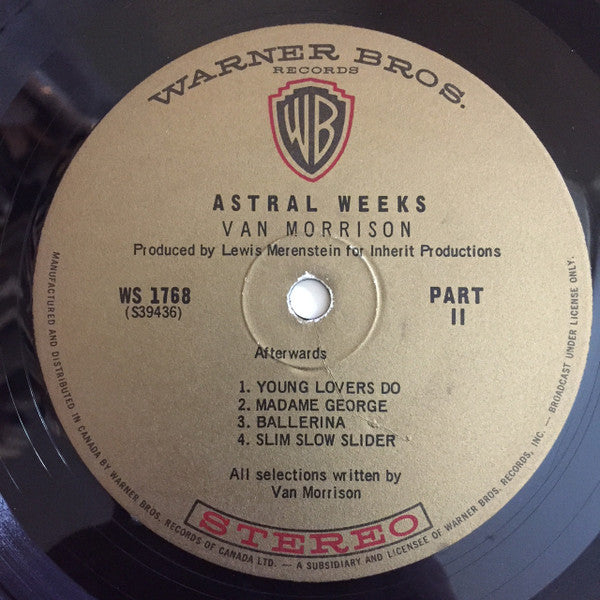 WARNER BROS.
RECORDS
WB
ASTRAL WEEKS
VAN MORRISON
Produced by Lewis Merenstein for Inherit Productions
WS 1768
(S39436)
PART
II
Afterwards
1. YOUNG LOVERS DO
2. MADAME GEORGE
3. BALLERINA
4. SLIM SLOW SLIDER
All selections written by
Van Morrison
STEREO
MANUFACTURED AND DISTRIBUTED IN CANADA BY WARNER BROS. RECORDS OF CANADA LTD. — A SUBSIDIARY AND LICENSEE OF WARNER BROS. RECORDS, INC. — BROADCAST UNDER LICENSE ONLY.